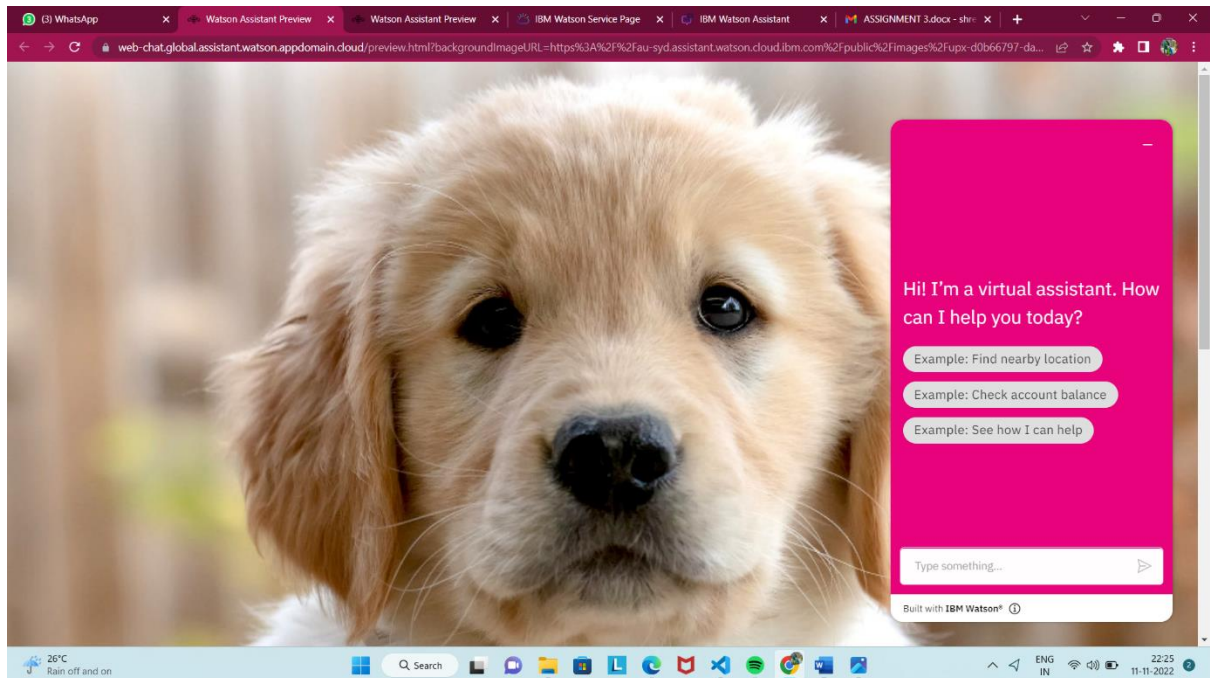 (3) WhatsApp
Watson Assistant Preview
Watson Assistant Preview
IBM Watson Service Page
IBM Watson Assistant
ASSIGNMENT 3.docx - shre
web-chat.global.assistant.watson.appdomain.cloud/preview.html?backgroundImageURL=https%3A%2F%2Fau-syd.assistant.watson.cloud.ibm.com%2Fpublic%2Fimages%2Fupx-d0b66797-da...
Hi! I'm a virtual assistant. How
can I help you today?
Example: Find nearby location
Example: Check account balance
Example: See how I can help
Type something...
Built with IBM Watson®
26°C
Rain off and on
Search
ENG
IN
22:25
11-11-2022
2